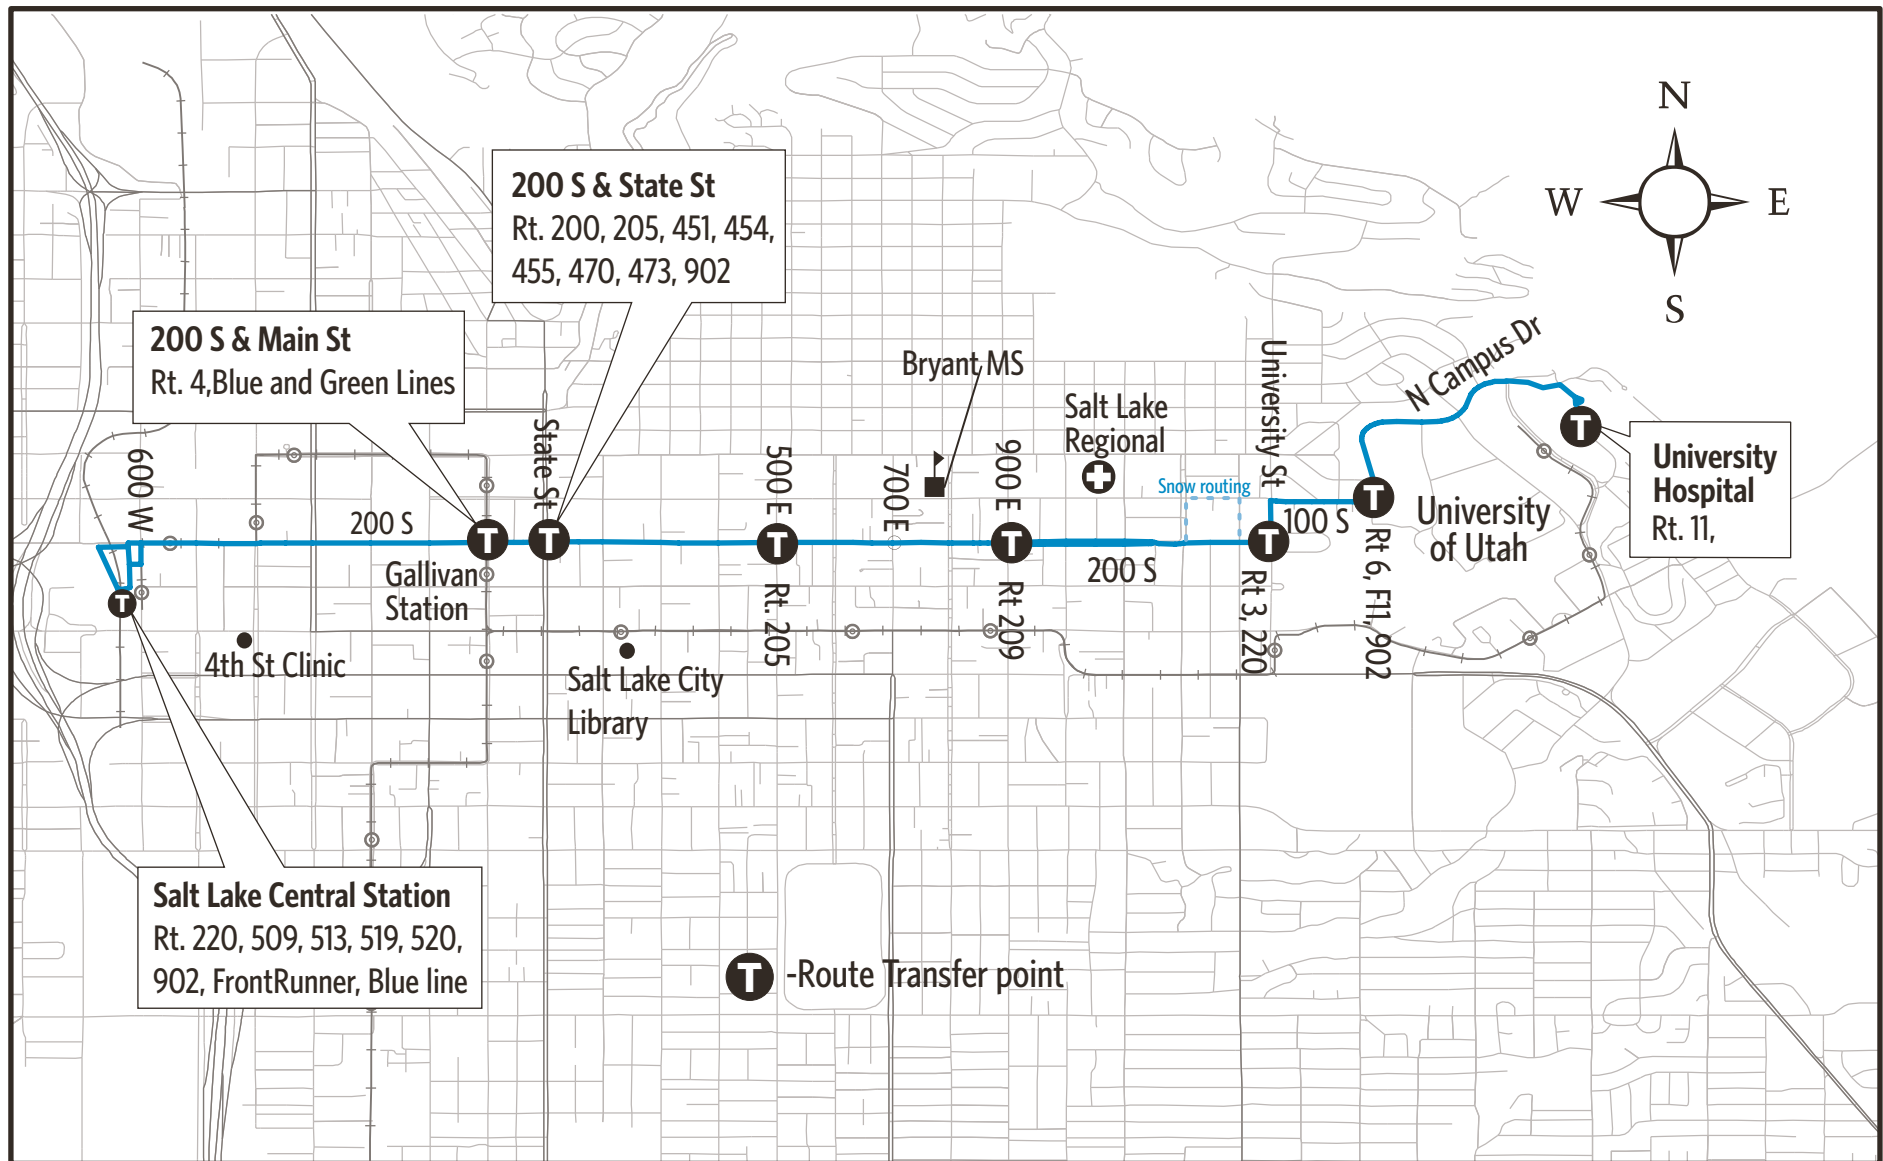 N
W
E
S
200 S & State St
Rt. 200, 205, 451, 454,
455, 470, 473, 902
200 S & Main St
Rt. 4,Blue and Green Lines
Bryant MS
Salt Lake
Regional
University St
N Campus Dr
University
Hospital
Rt. 11,
600 W
State St
500 E
700 E
900 E
Snow routing
200 S
100 S
University
of Utah
Gallivan
Station
200 S
Rt. 205
Rt 209
Rt 3, 220
Rt 6, F11, 902
4th St Clinic
Salt Lake City
Library
Salt Lake Central Station
Rt. 220, 509, 513, 519, 520,
902, FrontRunner, Blue line
T -Route Transfer point
T
T
T
T
T
T
T
T